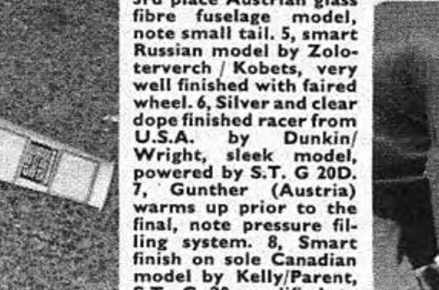 3rd place Austrian glass
fibre fuselage model,
note small tail. 5, smart
Russian model by Zolo-
terverch / Kobets, very
well finished with faired
wheel. 6, Silver and clear
dope finished racer from
U.S.A. by Dunkin/
Wright, sleek model,
powered by S.T. G 20D.
7, Gunther (Austria)
warms up prior to the
final, note pressure fil-
ling system. 8, Smart
finish on sole Canadian
model by Kelly/Parent,
S.T. G 20